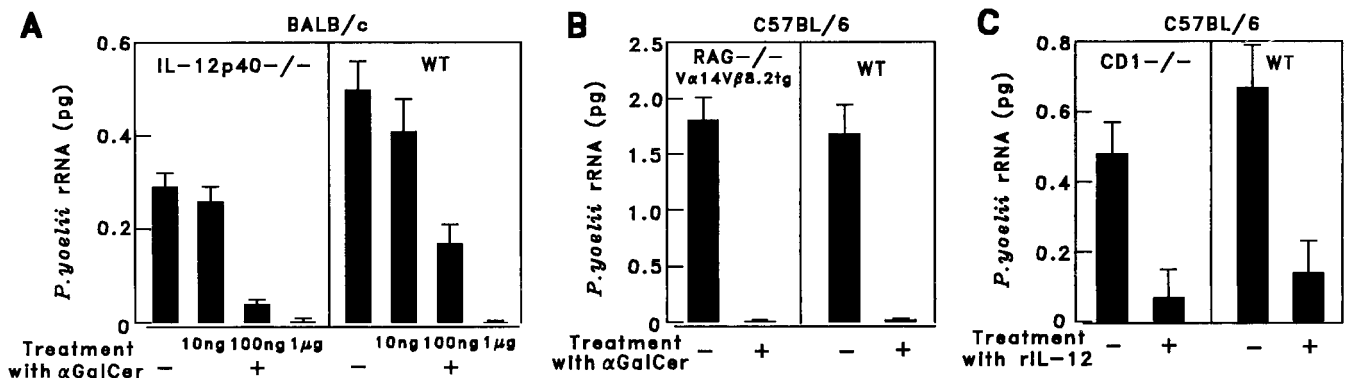 A
BALB/c
IL-12p40-/-
WT
P.yoelii rRNA (pg)
0.6
0.4
0.2
0
Treatment with αGalCer
10ng 100ng 1μg
10ng 100ng 1μg
− + − +
B
C57BL/6
RAG-/-
Vα14Vβ8.2tg
WT
P.yoelii rRNA (pg)
2.5
2.0
1.5
1.0
0.5
0
Treatment with αGalCer
− + − +
C
C57BL/6
CD1-/-
WT
P.yoelii rRNA (pg)
0.8
0.6
0.4
0.2
0
Treatment with rIL-12
− + − +